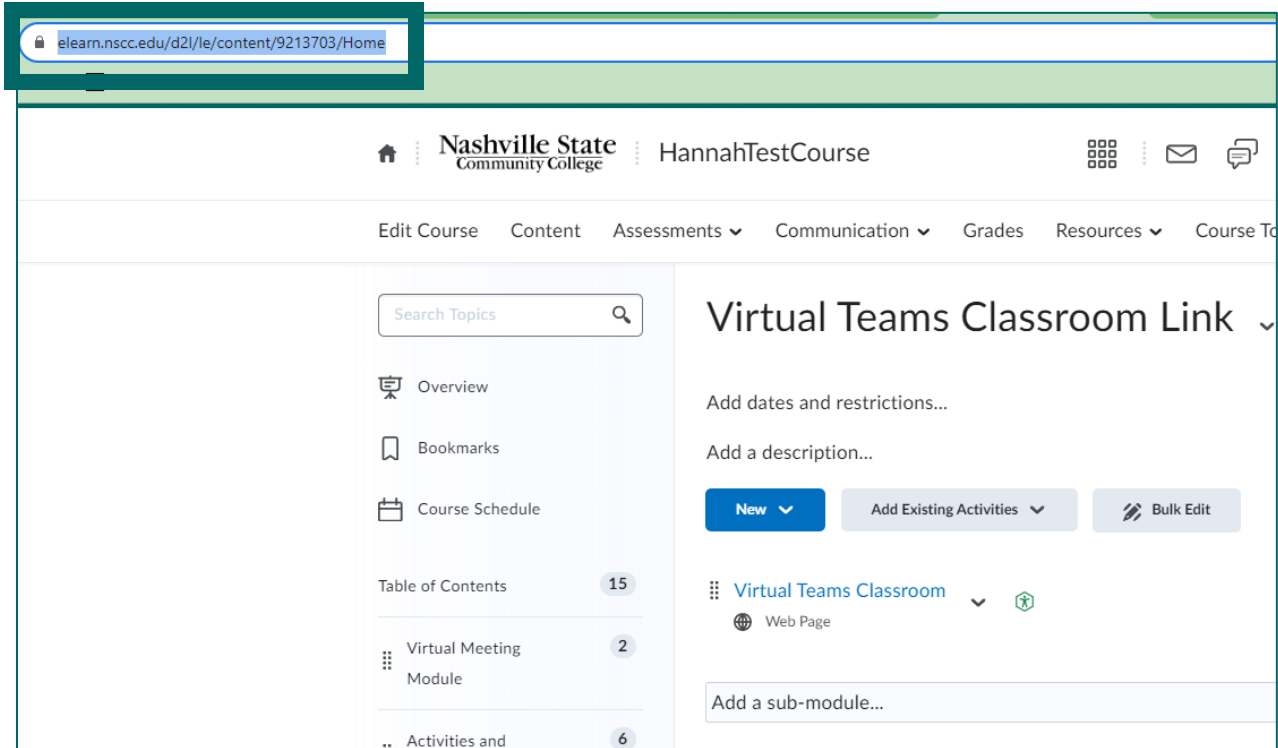 elearn.nscc.edu/d2l/le/content/9213703/Home
Nashville State
Community College
HannahTestCourse
Edit Course Content Assessments Communication Grades Resources Course
Search Topics
Virtual Teams Classroom Link
Overview
Add dates and restrictions...
Bookmarks
Add a description...
New Add Existing Activities Bulk Edit
Course Schedule
Table of Contents 15
Virtual Teams Classroom
Web Page
Virtual Meeting 2
Module
Add a sub-module...
Activities and 6